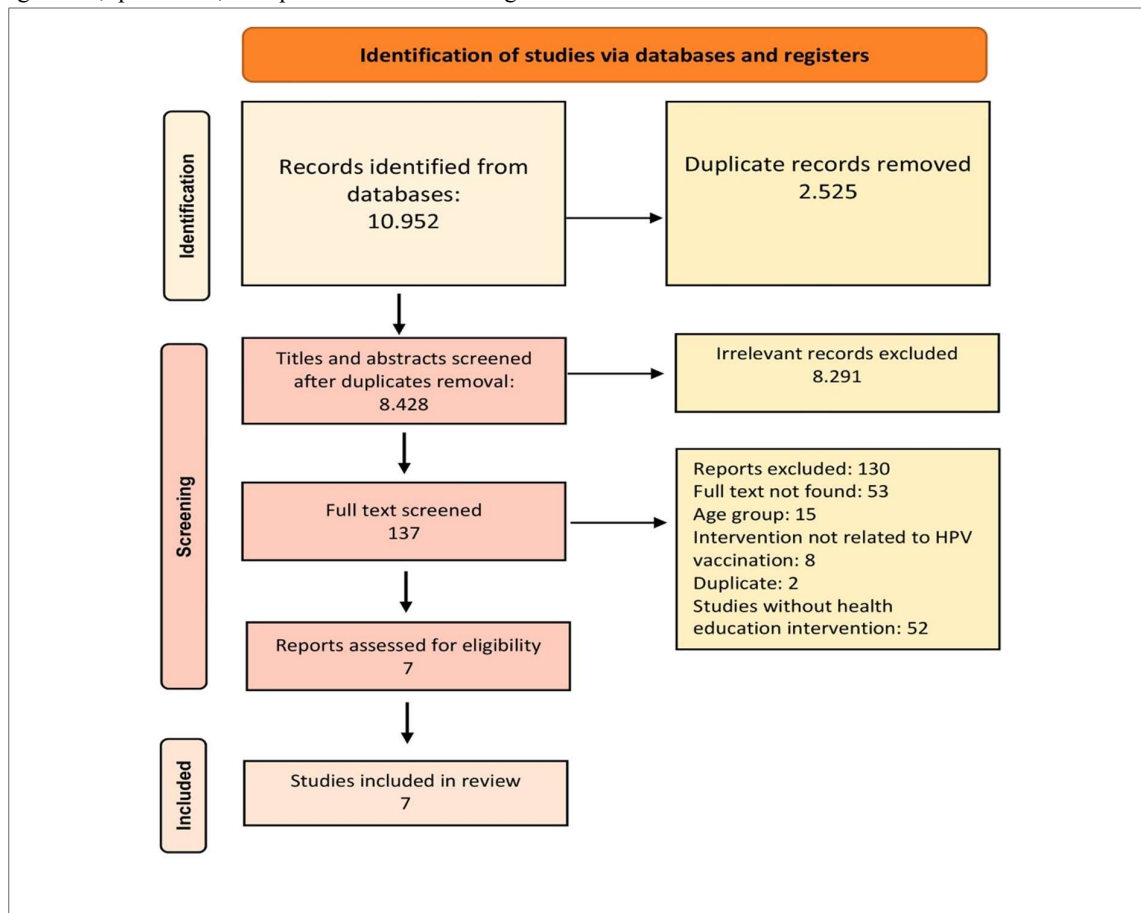 Identification of studies via databases and registers
Identification
Records identified from
databases:
10.952
Duplicate records removed
2.525
Screening
Titles and abstracts screened
after duplicates removal:
8.428
Irrelevant records excluded
8.291
Full text screened
137
Reports excluded: 130
Full text not found: 53
Age group: 15
Intervention not related to HPV
vaccination: 8
Duplicate: 2
Studies without health
education intervention: 52
Reports assessed for eligibility
7
Included
Studies included in review
7